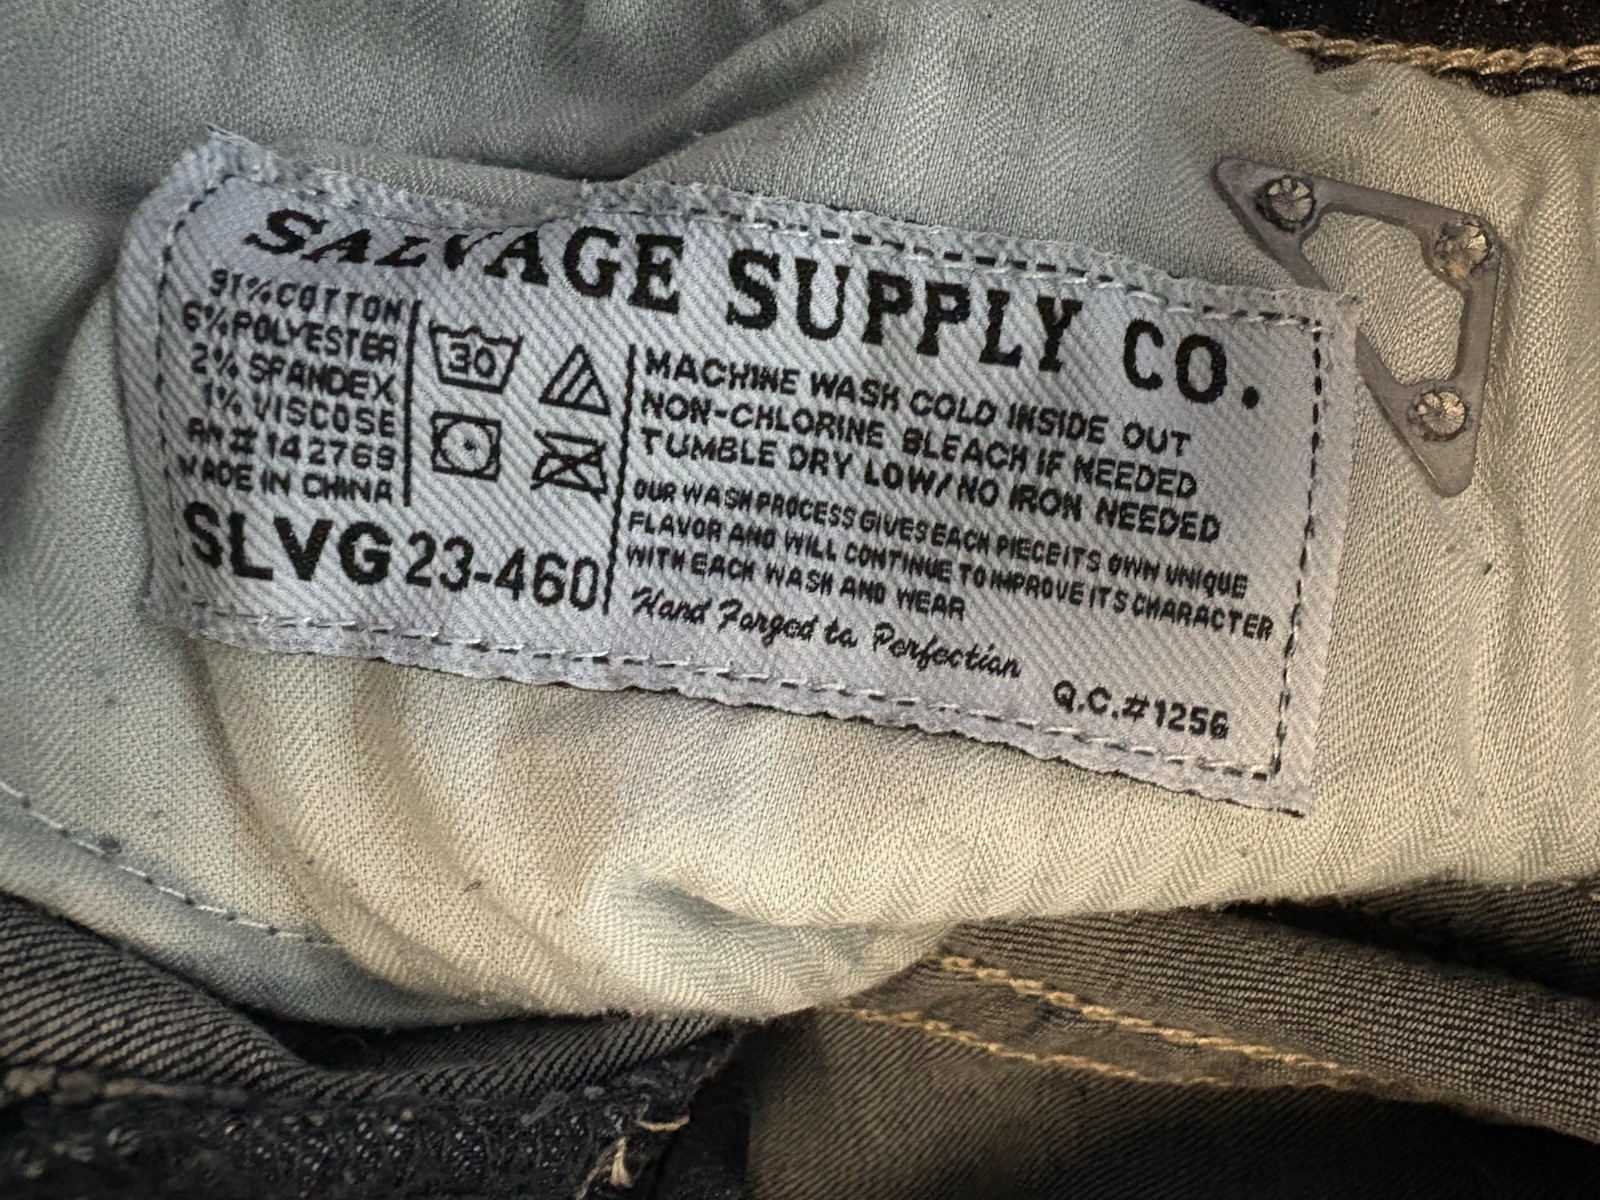 SALVAGE SUPPLY CO.
91% COTTON
6% POLYESTER
2% SPANDEX
1% VISCOSE
RN# 142769
MADE IN CHINA
SLVG 23-460
30
MACHINE WASH COLD INSIDE OUT
NON-CHLORINE BLEACH IF NEEDED
TUMBLE DRY LOW/NO IRON NEEDED
OUR WASH PROCESS GIVES EACH PIECE ITS OWN UNIQUE
FLAVOR AND WILL CONTINUE TO IMPROVE ITS CHARACTER
WITH EACH WASH AND WEAR
Hand Forged to Perfection
Q.C.#1256